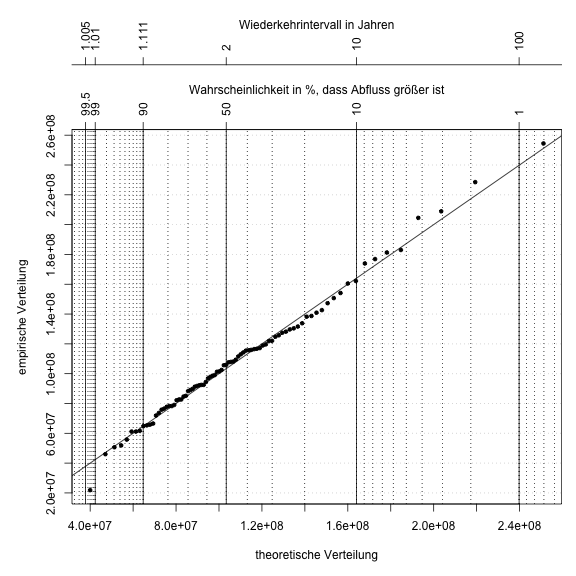 Wiederkehrintervall in Jahren
1.005 1.01 1.111 2 10 100
Wahrscheinlichkeit in %, dass Abfluss größer ist
99.5 99 90 50 10 1
empirische Verteilung
2.6e+08
2.2e+08
1.8e+08
1.4e+08
1.0e+08
6.0e+07
2.0e+07
4.0e+07 8.0e+07 1.2e+08 1.6e+08 2.0e+08 2.4e+08
theoretische Verteilung